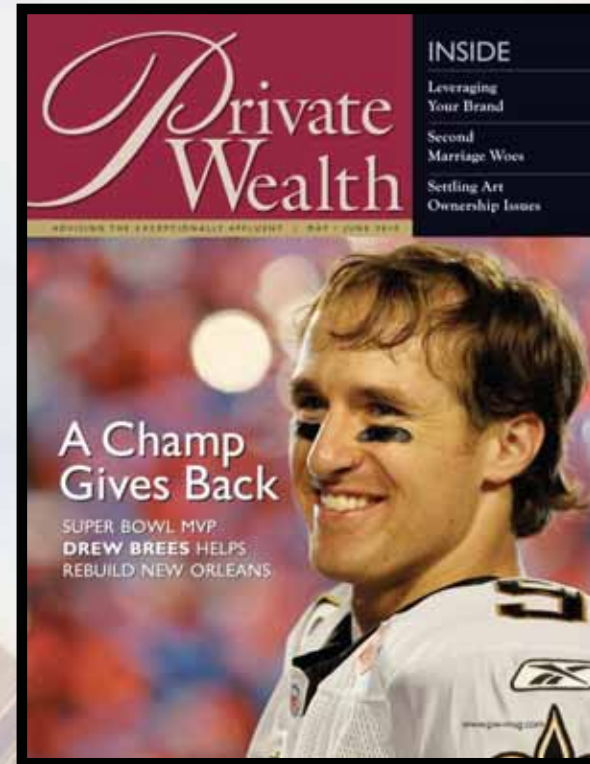 Private
Wealth
ADVISING THE EXCEPTIONALLY AFFLUENT | MAY • JUNE 2010
INSIDE
Leveraging
Your Brand
Second
Marriage Woes
Settling Art
Ownership Issues
A Champ
Gives Back
SUPER BOWL MVP
DREW BREES HELPS
REBUILD NEW ORLEANS
9
www.pw-mag.com